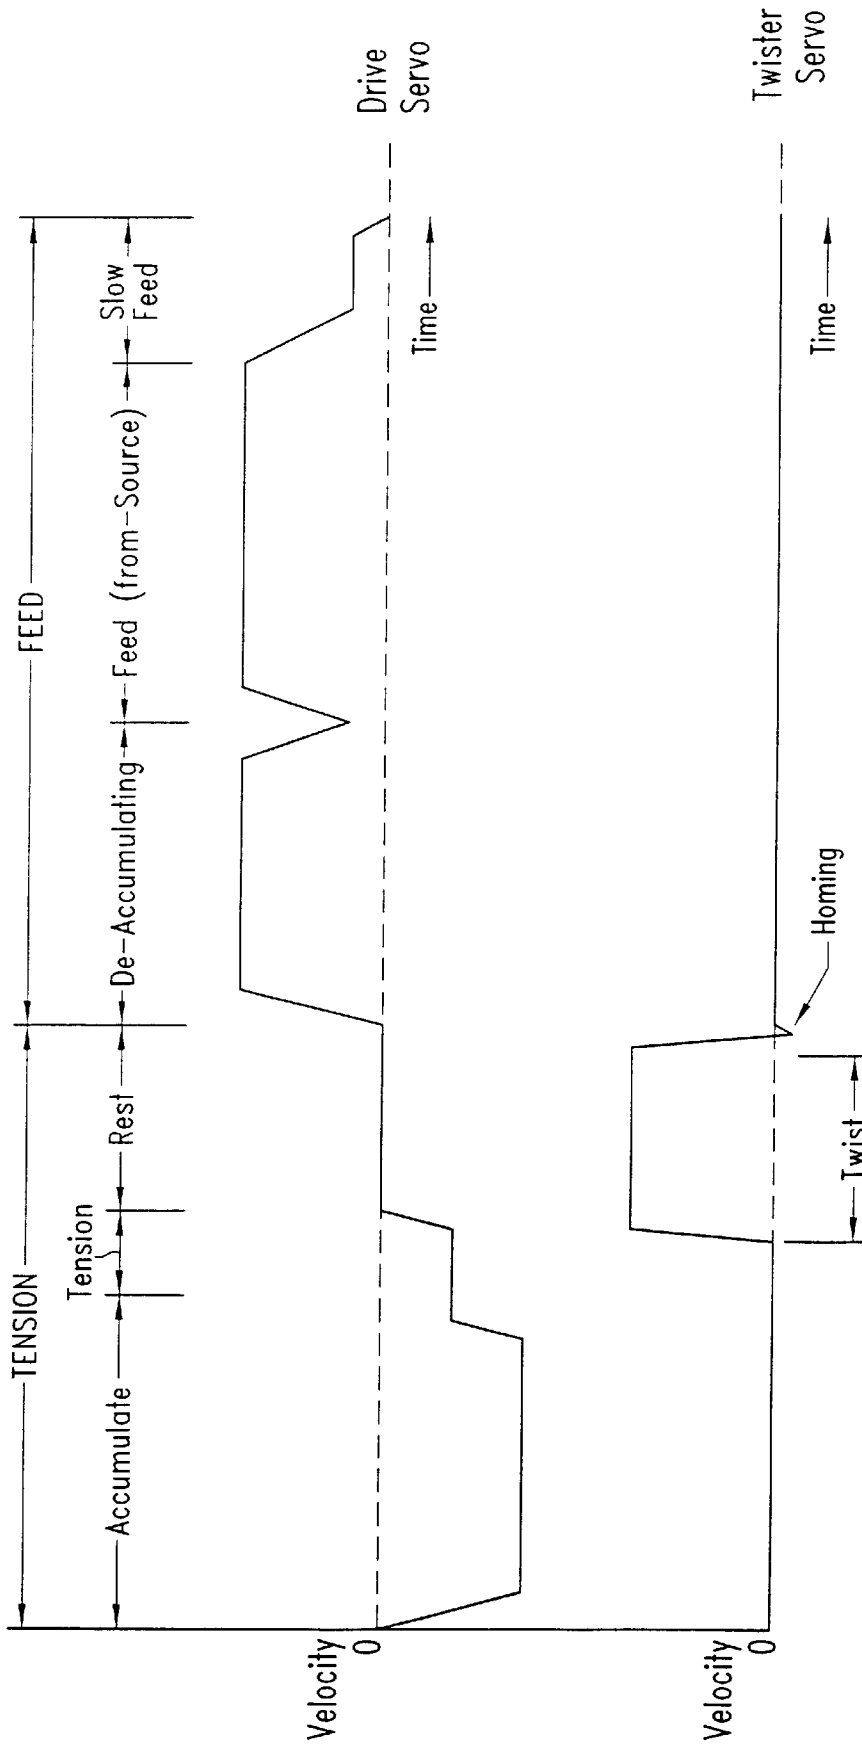 TENSION
FEED
Accumulate
Tension
Rest
De-Accumulating
Feed (from-Source)
Slow
Feed
Velocity
0
Time
Drive
Servo
Velocity
0
Homing
Twist
Time
Twister
Servo